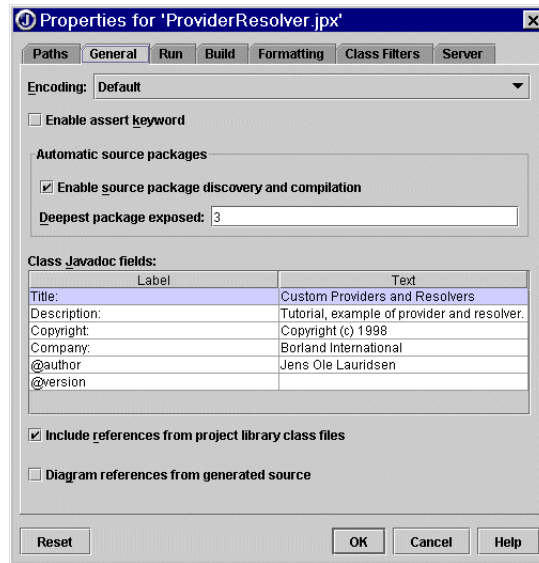 Properties for 'ProviderResolver.jpx'
Paths General Run Build Formatting Class Filters Server
Encoding: Default
Enable assert keyword
Automatic source packages
Enable source package discovery and compilation
Deepest package exposed: 3
Class Javadoc fields:
Label Text
Title: Custom Providers and Resolvers
Description: Tutorial, example of provider and resolver.
Copyright: Copyright (c) 1998
Company: Borland International
@author Jens Ole Lauridsen
@version
Include references from project library class files
Diagram references from generated source
Reset OK Cancel Help